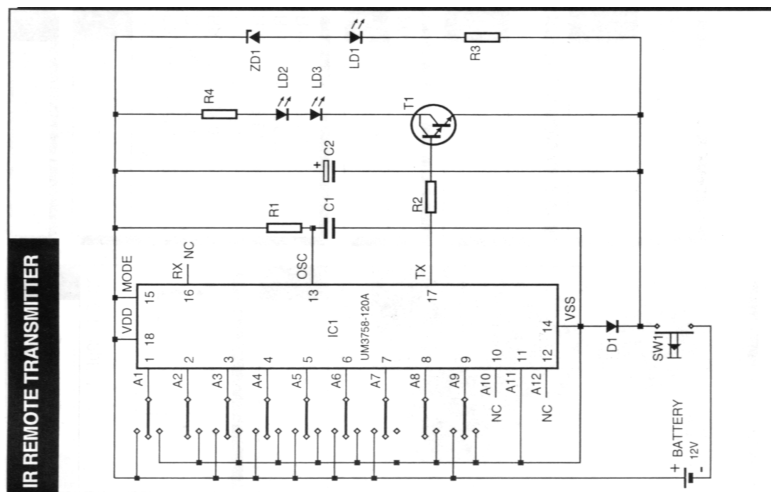 IR REMOTE TRANSMITTER
ZD1
LD1
R3
R4
LD2
LD3
T1
+
C2
R1
C1
R2
MODE
VDD
RX
NC
OSC
TX
15
18
16
13
17
IC1
UM3758-120A
14
VSS
1
2
3
4
5
6
7
8
9
10
11
12
A1
A2
A3
A4
A5
A6
A7
A8
A9
A10
A11
A12
NC
NC
D1
SW1
+ BATTERY
12V
-